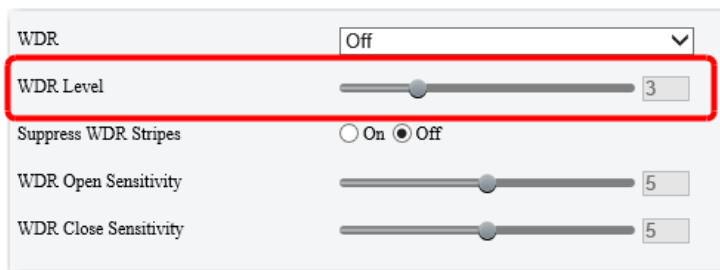 WDR Off
WDR Level 3
Suppress WDR Stripes On Off
WDR Open Sensitivity 5
WDR Close Sensitivity 5